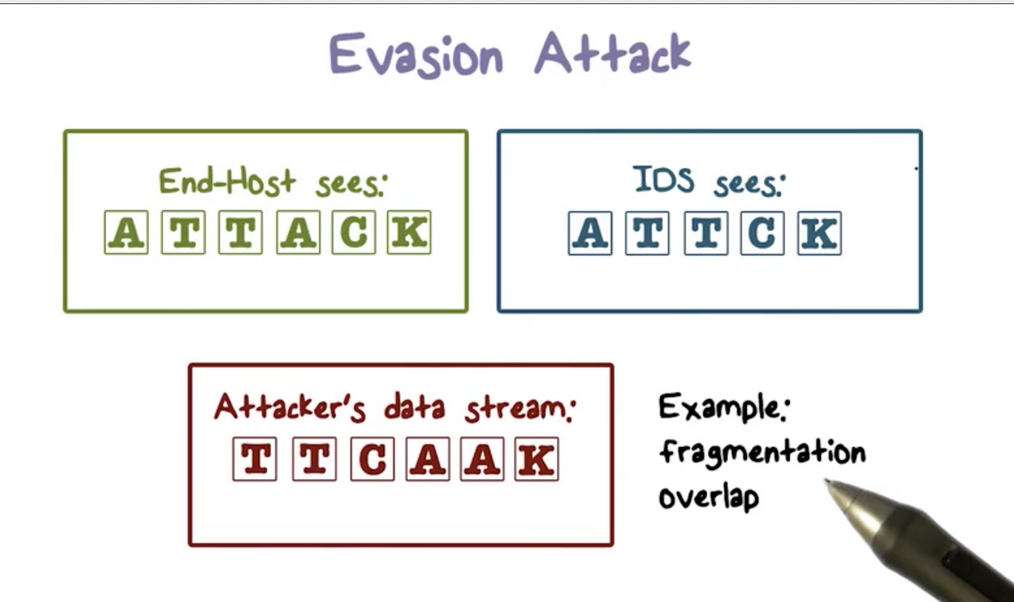 Evasion Attack
End-Host sees:
A T T A C K
IDS sees:
A T T C K
Attacker's data stream:
T T C A A K
Example:
fragmentation
overlap